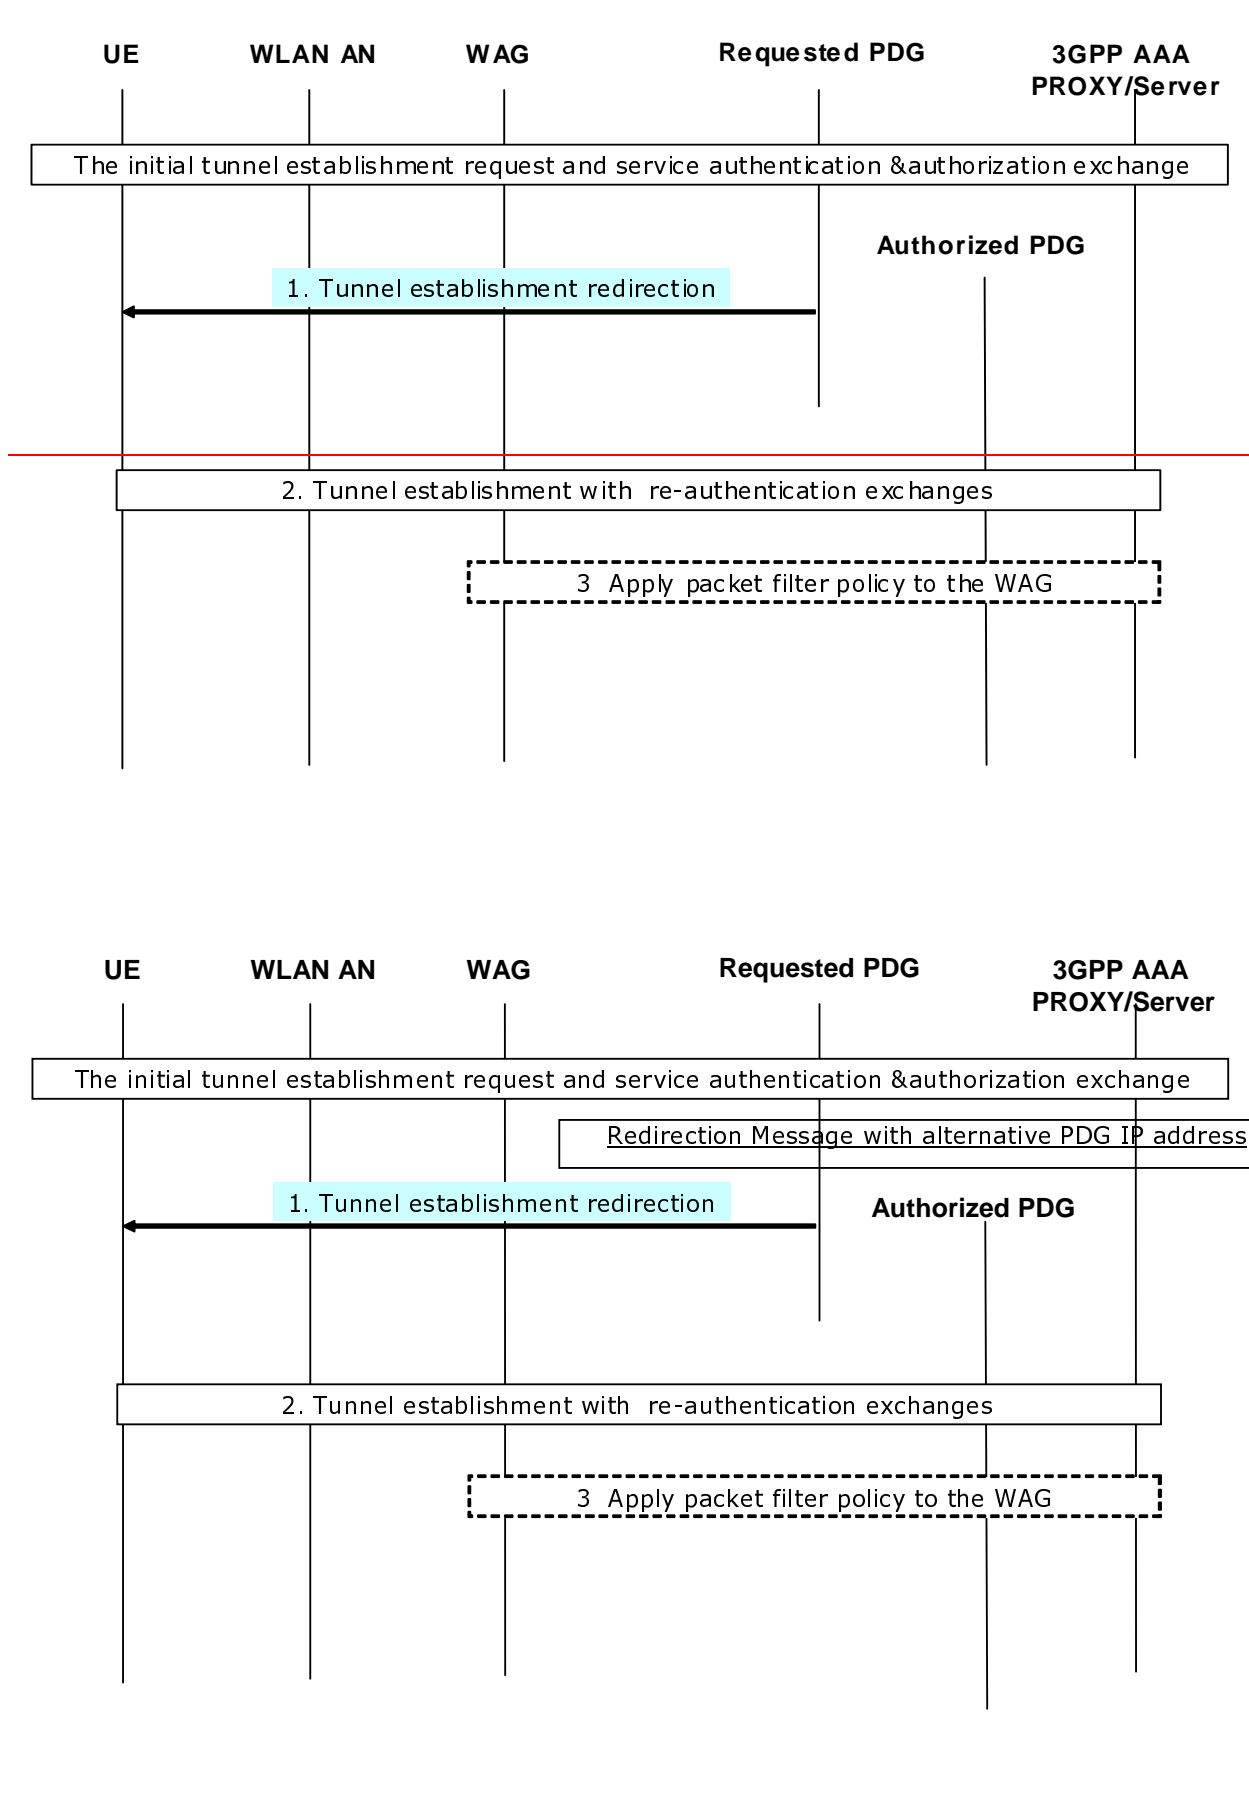 UE
WLAN AN
WAG
Requested PDG
3GPP AAA
PROXY/Server
The initial tunnel establishment request and service authentication &authorization exchange
Authorized PDG
1. Tunnel establishment redirection
2. Tunnel establishment with re-authentication exchanges
3 Apply packet filter policy to the WAG
UE
WLAN AN
WAG
Requested PDG
3GPP AAA
PROXY/Server
The initial tunnel establishment request and service authentication &authorization exchange
Redirection Message with alternative PDG IP address
1. Tunnel establishment redirection
Authorized PDG
2. Tunnel establishment with re-authentication exchanges
3 Apply packet filter policy to the WAG